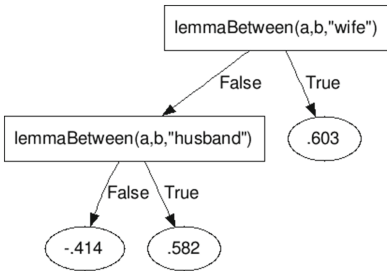 lemmaBetween(a,b,"wife")
False True
lemmaBetween(a,b,"husband")
.603
False True
-.414 .582